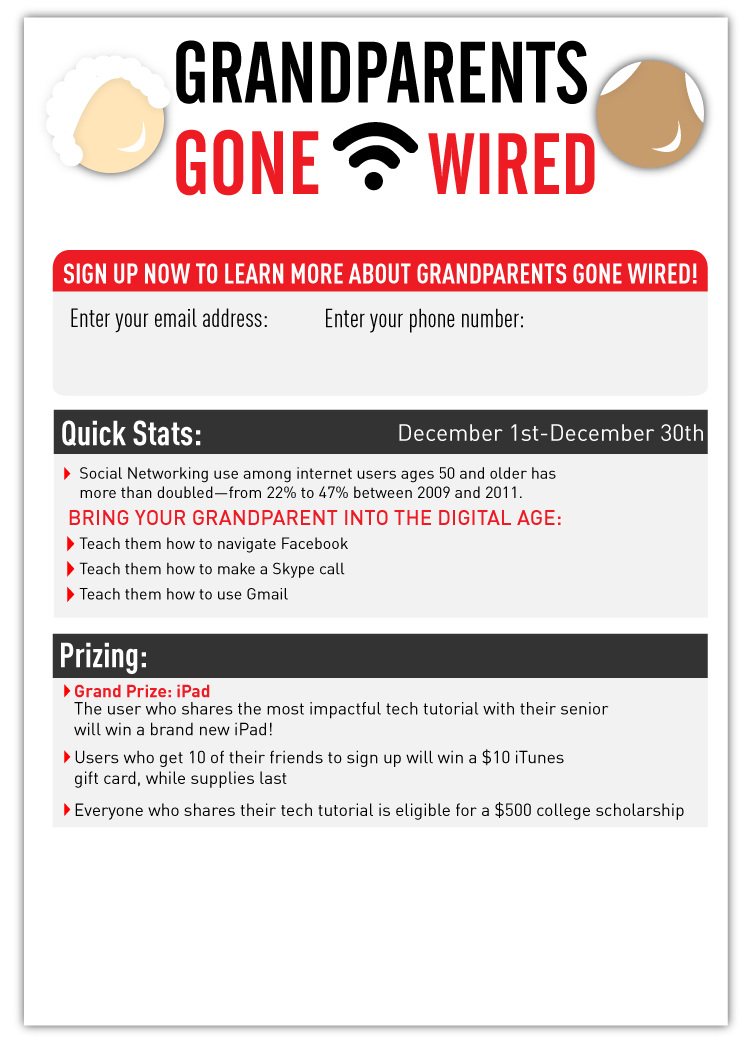 GRANDPARENTS
GONE WIRED
SIGN UP NOW TO LEARN MORE ABOUT GRANDPARENTS GONE WIRED!
Enter your email address: Enter your phone number:
Quick Stats: December 1st-December 30th
Social Networking use among internet users ages 50 and older has
more than doubled—from 22% to 47% between 2009 and 2011.
BRING YOUR GRANDPARENT INTO THE DIGITAL AGE:
Teach them how to navigate Facebook
Teach them how to make a Skype call
Teach them how to use Gmail
Prizing:
Grand Prize: iPad
The user who shares the most impactful tech tutorial with their senior
will win a brand new iPad!
Users who get 10 of their friends to sign up will win a $10 iTunes
gift card, while supplies last
Everyone who shares their tech tutorial is eligible for a $500 college scholarship